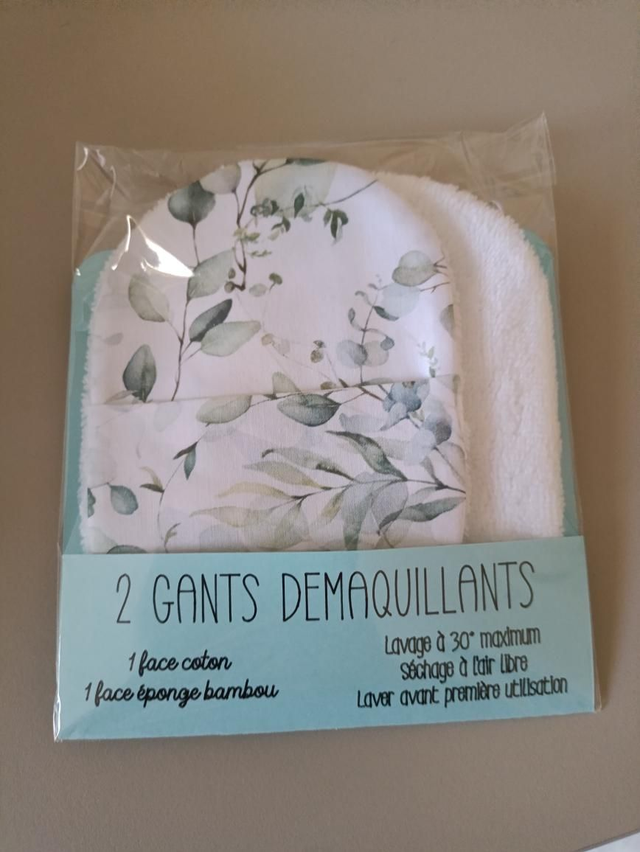 2 GANTS DEMAQUILLANTS
1 face coton
1 face éponge bambou
Lavage à 30° maximum
Séchage à l'air libre
Laver avant première utilisation